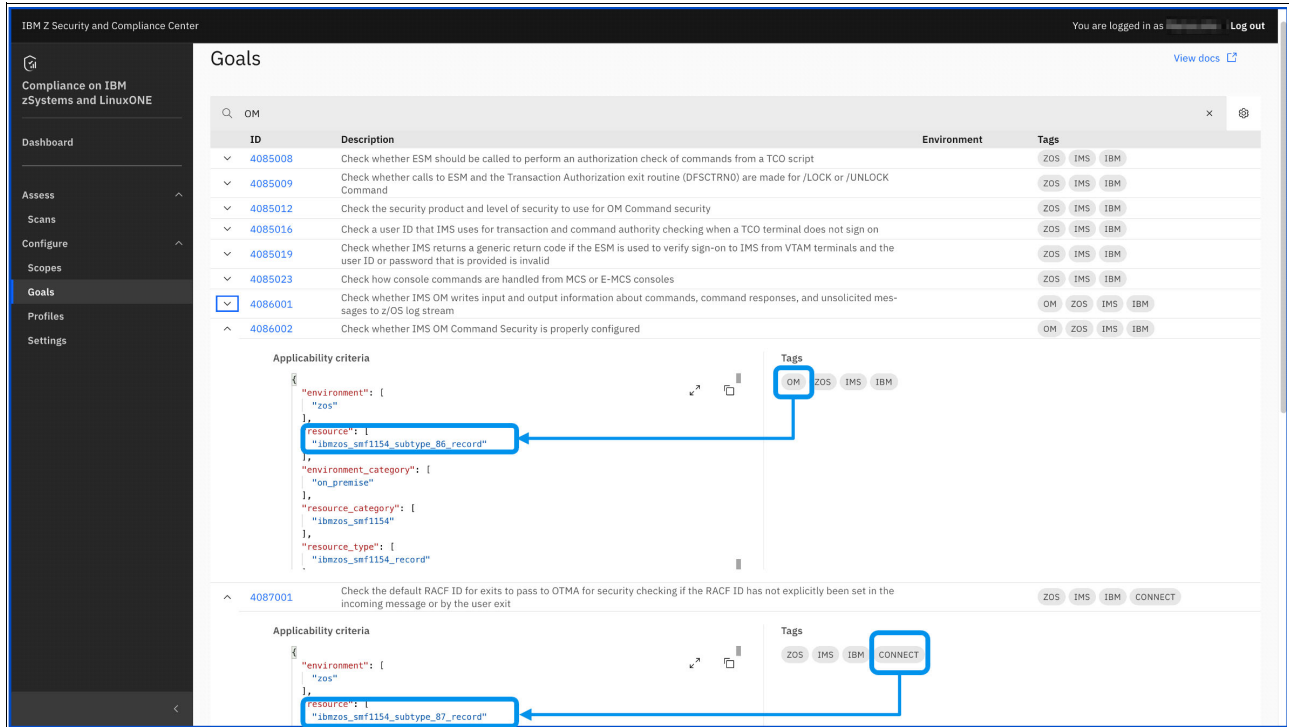 IBM Z Security and Compliance Center
You are logged in as
Log out
Compliance on IBM
zSystems and LinuxONE
Dashboard
Assess
Scans
Configure
Scopes
Goals
Profiles
Settings
Goals
View docs
OM
ID Description Environment Tags
4085008 Check whether ESM should be called to perform an authorization check of commands from a TCO script ZOS IMS IBM
4085009 Check whether calls to ESM and the Transaction Authorization exit routine (DFSCTRN0) are made for /LOCK or /UNLOCK
Command ZOS IMS IBM
4085012 Check the security product and level of security to use for OM Command security ZOS IMS IBM
4085016 Check a user ID that IMS uses for transaction and command authority checking when a TCO terminal does not sign on ZOS IMS IBM
4085019 Check whether IMS returns a generic return code if the ESM is used to verify sign-on to IMS from VTAM terminals and the
user ID or password that is provided is invalid ZOS IMS IBM
4085023 Check how console commands are handled from MCS or E-MCS consoles ZOS IMS IBM
4086001 Check whether IMS OM writes input and output information about commands, command responses, and unsolicited mes-
sages to z/OS log stream OM ZOS IMS IBM
4086002 Check whether IMS OM Command Security is properly configured OM ZOS IMS IBM
Applicability criteria
{
"environment": [
"zos"
],
"resource": [
"ibmzos_smf1154_subtype_86_record"
],
"environment_category": [
"on_premise"
],
"resource_category": [
"ibmzos_smf1154"
],
"resource_type": [
"ibmzos_smf1154_record"
Tags
OM ZOS IMS IBM
4087001 Check the default RACF ID for exits to pass to OTMA for security checking if the RACF ID has not explicitly been set in the
incoming message or by the user exit ZOS IMS IBM CONNECT
Applicability criteria
{
"environment": [
"zos"
],
"resource": [
"ibmzos_smf1154_subtype_87_record"
Tags
ZOS IMS IBM CONNECT